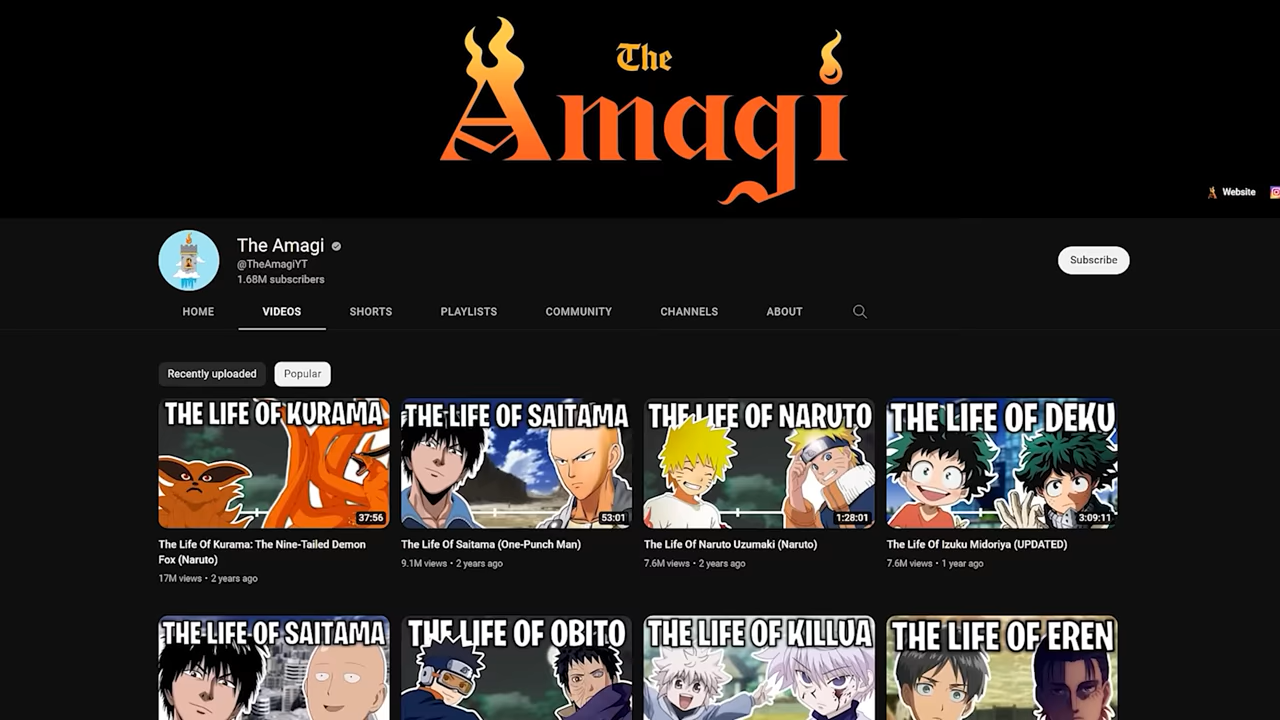 The
Amagi
Website
The Amagi
@TheAmagiYT
1.68M subscribers
Subscribe
HOME VIDEOS SHORTS PLAYLISTS COMMUNITY CHANNELS ABOUT
Recently uploaded Popular
THE LIFE OF KURAMA
37:56
The Life Of Kurama: The Nine-Tailed Demon
Fox (Naruto)
17M views • 2 years ago
THE LIFE OF SAITAMA
53:01
The Life Of Saitama (One-Punch Man)
9.1M views • 2 years ago
THE LIFE OF NARUTO
1:28:01
The Life Of Naruto Uzumaki (Naruto)
7.6M views • 2 years ago
THE LIFE OF DEKU
3:09:11
The Life Of Izuku Midoriya (UPDATED)
7.6M views • 1 year ago
THE LIFE OF SAITAMA
THE LIFE OF OBITO
THE LIFE OF KILLUA
THE LIFE OF EREN